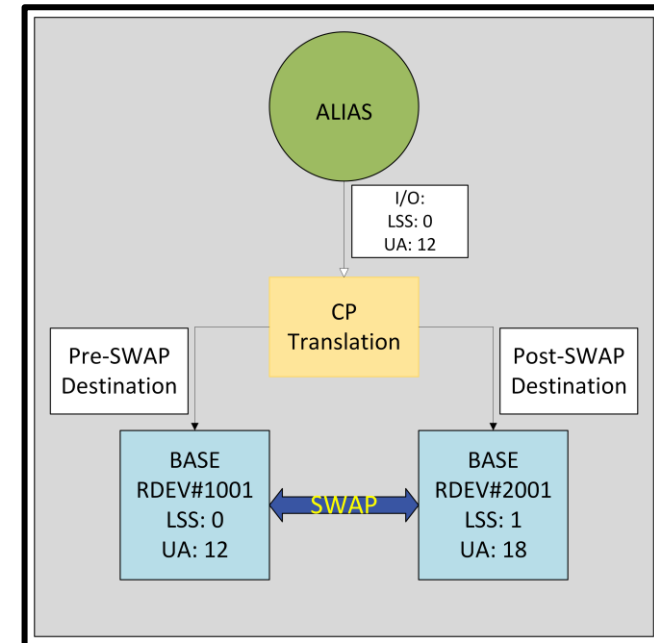 ALIAS
I/O:
LSS: 0
UA: 12
CP
Translation
Pre-SWAP
Destination
Post-SWAP
Destination
BASE
RDEV#1001
LSS: 0
UA: 12
SWAP
BASE
RDEV#2001
LSS: 1
UA: 18